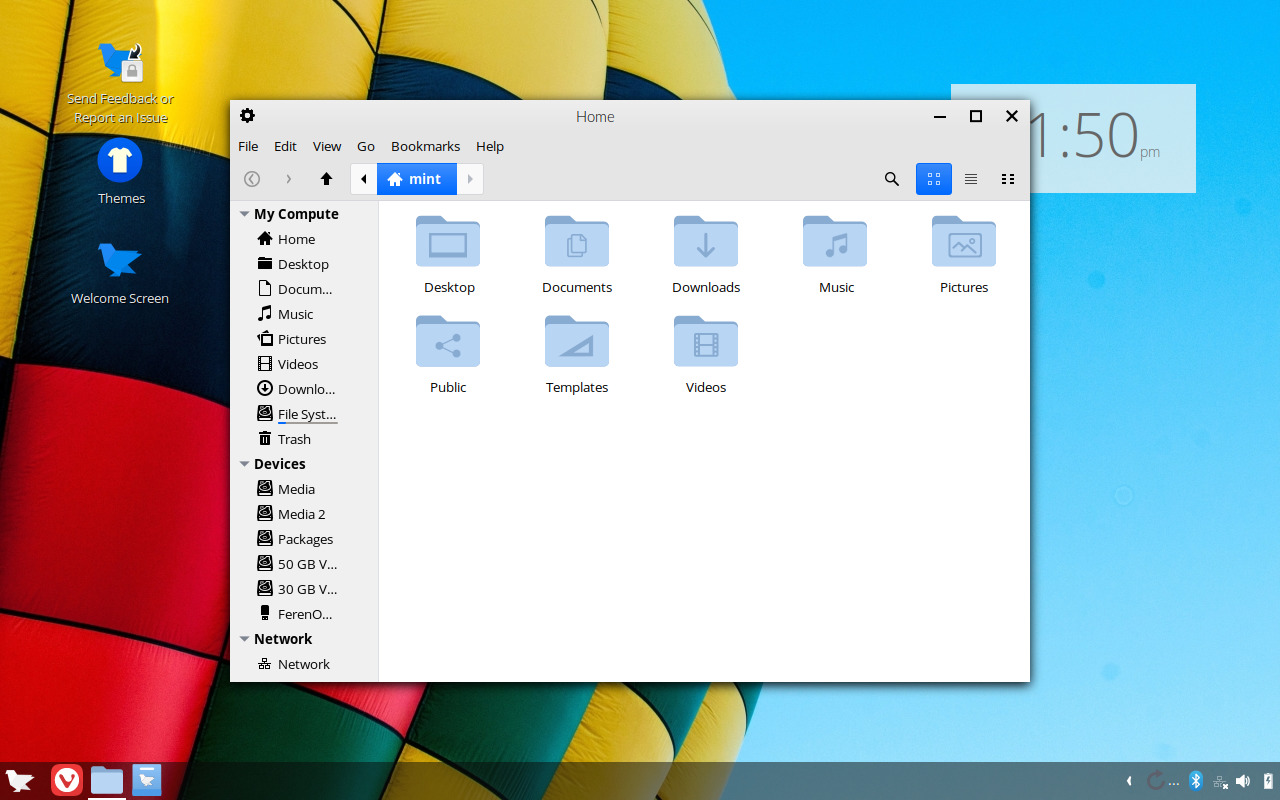 Send Feedback or
Report an Issue
Themes
Welcome Screen
Home
1:50
pm
File Edit View Go Bookmarks Help
mint
My Compute
Home
Desktop
Docum...
Music
Pictures
Videos
Downlo...
File Syst...
Trash
Devices
Media
Media 2
Packages
50 GB V...
30 GB V...
FerenO...
Network
Network
Desktop Documents Downloads Music Pictures
Public Templates Videos
...